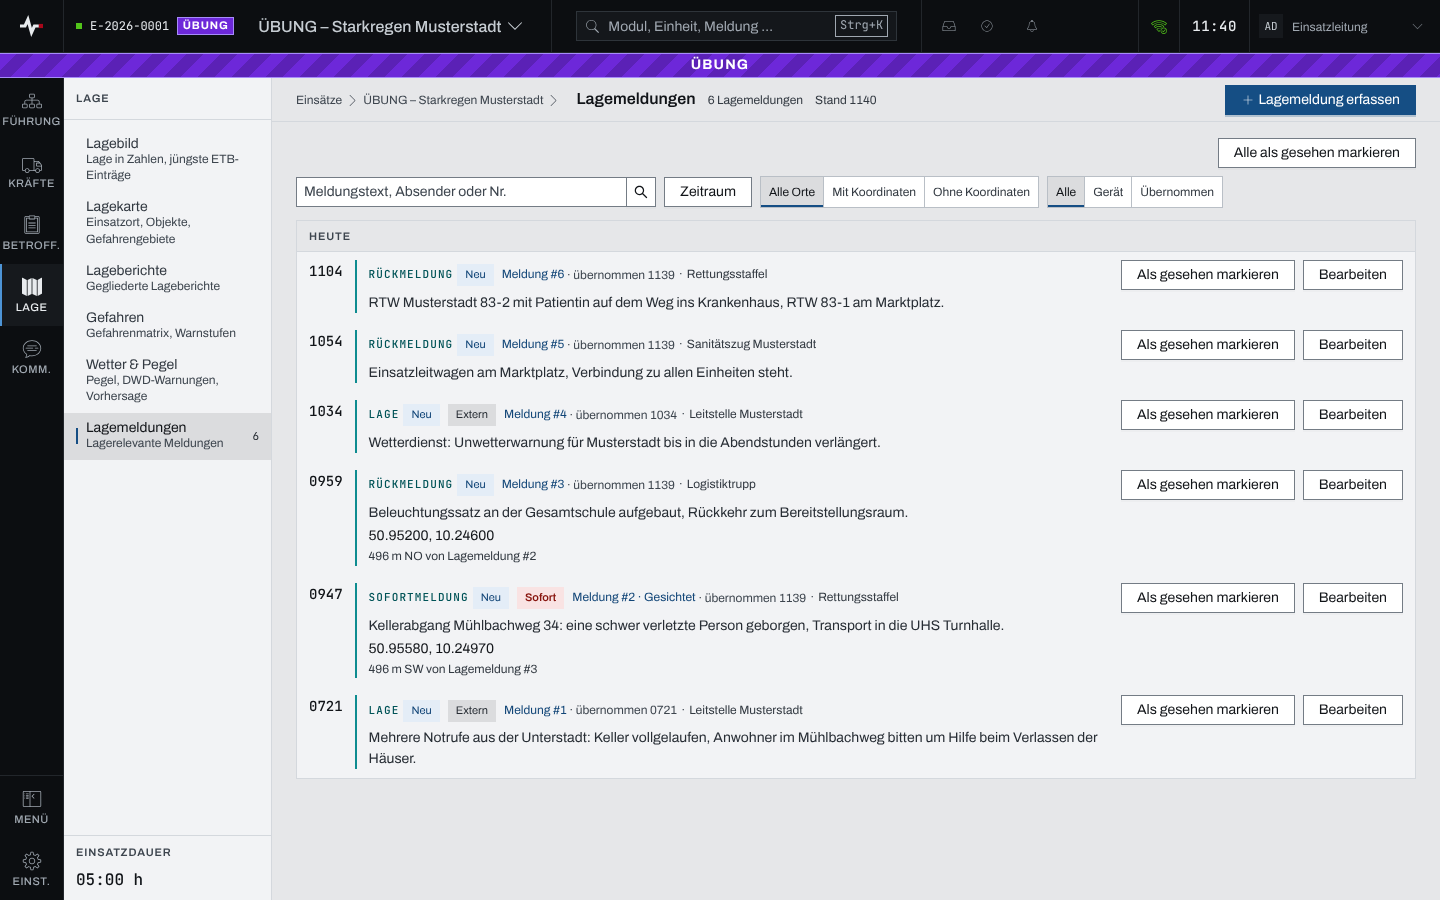 E-2026-0001 ÜBUNG ÜBUNG – Starkregen Musterstadt Modul, Einheit, Meldung ... Strg+K 11:40 AD Einsatzleitung
ÜBUNG
FÜHRUNG
KRÄFTE
BETROFF.
LAGE
KOMM.
MENÜ
EINST.
LAGE
Lagebild
Lage in Zahlen, jüngste ETB-
Einträge
Lagekarte
Einsatzort, Objekte,
Gefahrengebiete
Lageberichte
Gegliederte Lageberichte
Gefahren
Gefahrenmatrix, Warnstufen
Wetter & Pegel
Pegel, DWD-Warnungen,
Vorhersage
Lagemeldungen
Lagerelevante Meldungen 6
EINSATZDAUER
05:00 h
Einsätze ÜBUNG – Starkregen Musterstadt Lagemeldungen 6 Lagemeldungen Stand 1140 + Lagemeldung erfassen
Alle als gesehen markieren
Meldungstext, Absender oder Nr. Zeitraum Alle Orte Mit Koordinaten Ohne Koordinaten Alle Gerät Übernommen
HEUTE
1104 RÜCKMELDUNG Neu Meldung #6 · übernommen 1139 · Rettungsstaffel Als gesehen markieren Bearbeiten
RTW Musterstadt 83-2 mit Patientin auf dem Weg ins Krankenhaus, RTW 83-1 am Marktplatz.
1054 RÜCKMELDUNG Neu Meldung #5 · übernommen 1139 · Sanitätszug Musterstadt Als gesehen markieren Bearbeiten
Einsatzleitwagen am Marktplatz, Verbindung zu allen Einheiten steht.
1034 LAGE Neu Extern Meldung #4 · übernommen 1034 · Leitstelle Musterstadt Als gesehen markieren Bearbeiten
Wetterdienst: Unwetterwarnung für Musterstadt bis in die Abendstunden verlängert.
0959 RÜCKMELDUNG Neu Meldung #3 · übernommen 1139 · Logistiktrupp Als gesehen markieren Bearbeiten
Beleuchtungssatz an der Gesamtschule aufgebaut, Rückkehr zum Bereitstellungsraum.
50.95200, 10.24600
496 m NO von Lagemeldung #2
0947 SOFORTMELDUNG Neu Sofort Meldung #2 · Gesichtet · übernommen 1139 · Rettungsstaffel Als gesehen markieren Bearbeiten
Kellerabgang Mühlbachweg 34: eine schwer verletzte Person geborgen, Transport in die UHS Turnhalle.
50.95580, 10.24970
496 m SW von Lagemeldung #3
0721 LAGE Neu Extern Meldung #1 · übernommen 0721 · Leitstelle Musterstadt Als gesehen markieren Bearbeiten
Mehrere Notrufe aus der Unterstadt: Keller vollgelaufen, Anwohner im Mühlbachweg bitten um Hilfe beim Verlassen der
Häuser.